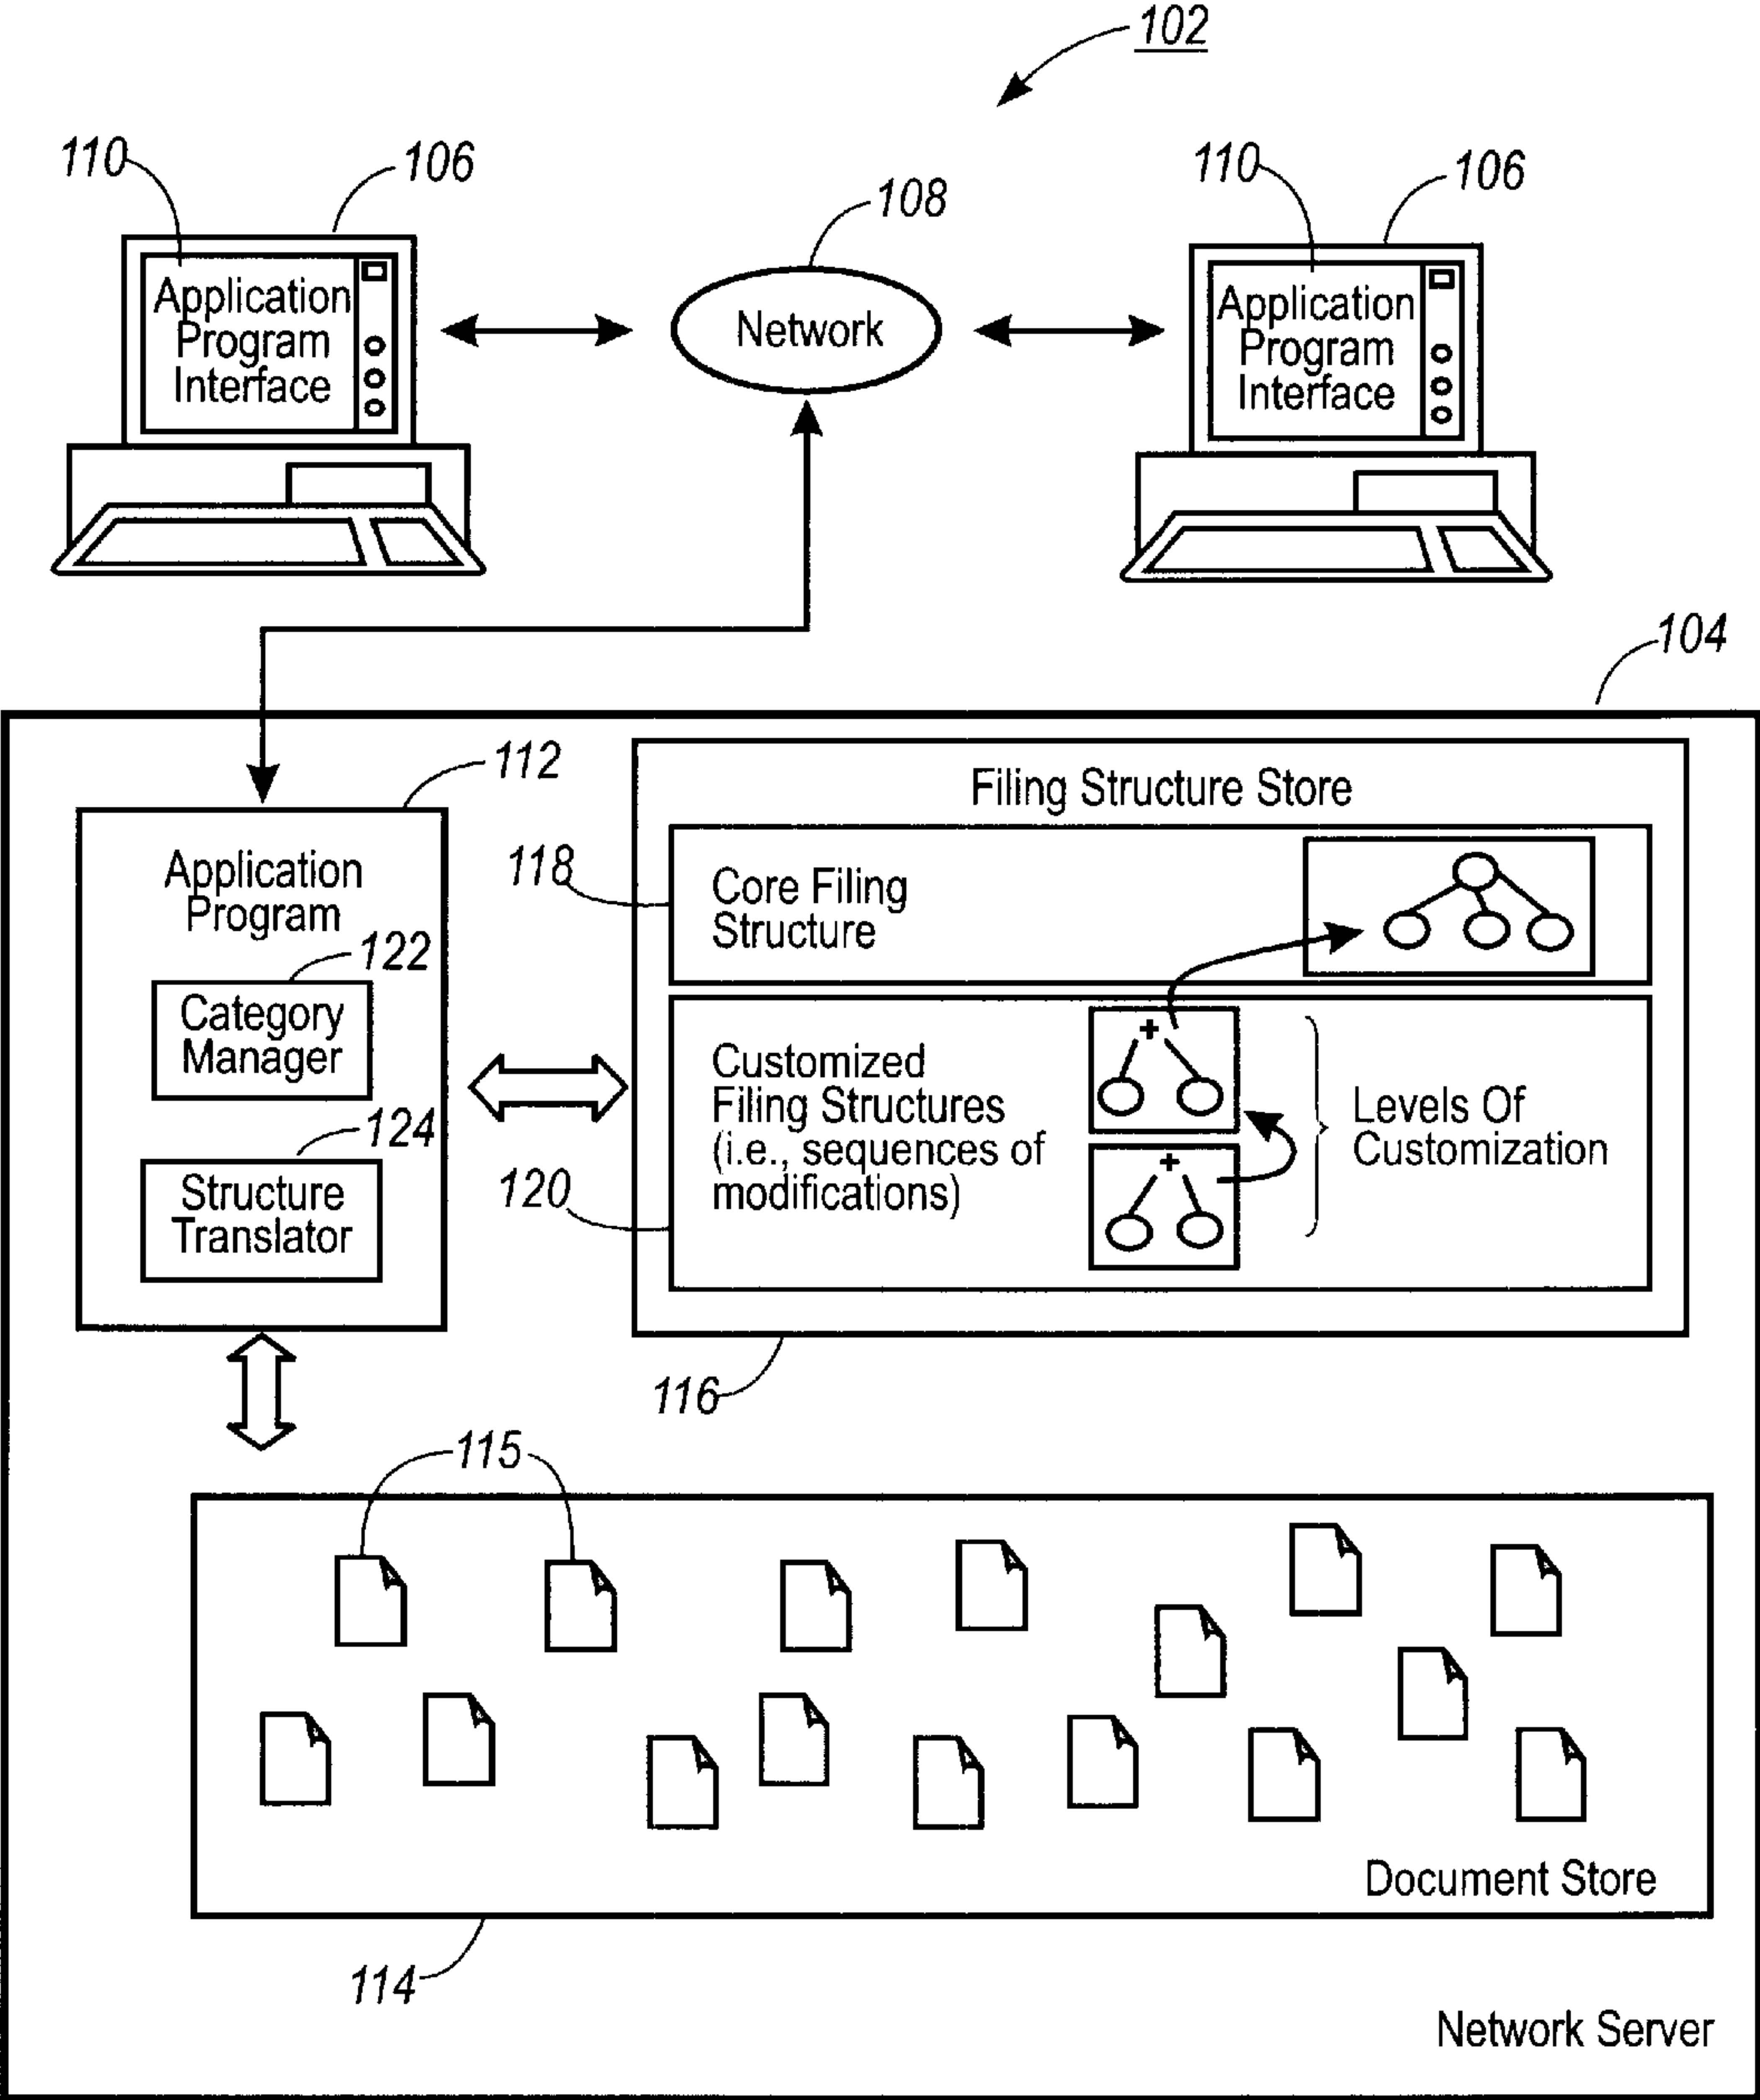 102
110
106
108
110
106
Application
Program
Interface
Network
Application
Program
Interface
104
112
Filing Structure Store
Application
Program
118
Core Filing
Structure
122
Category
Manager
Customized
Filing Structures
(i.e., sequences of
modifications)
+
+
Levels Of
Customization
124
Structure
Translator
120
116
115
Document Store
114
Network Server